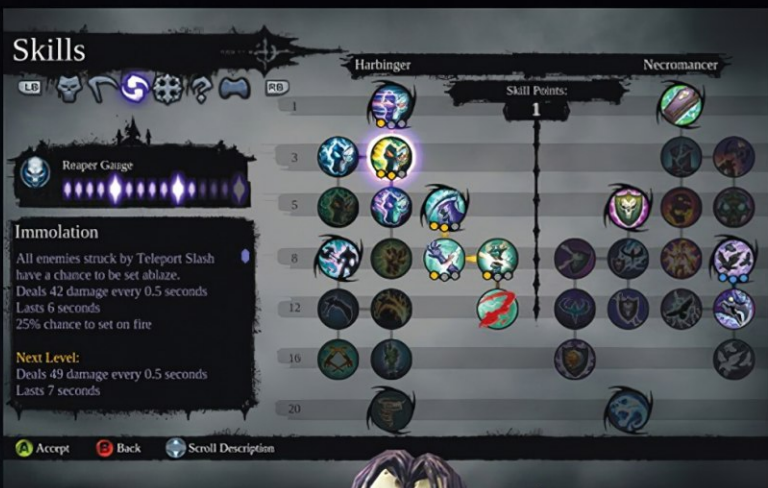 Skills
LB
?
RB
Harbinger
Necromancer
Skill Points:
1
Reaper Gauge
Immolation
All enemies struck by Teleport Slash
have a chance to be set ablaze.
Deals 42 damage every 0.5 seconds
Lasts 6 seconds
25% chance to set on fire
Next Level:
Deals 49 damage every 0.5 seconds
Lasts 7 seconds
1
3
5
8
12
16
20
A Accept
B Back
Scroll Description